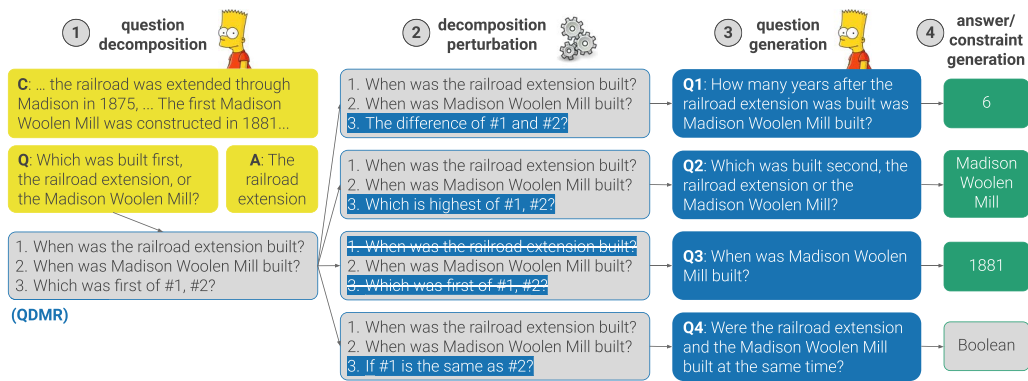 1 question decomposition
2 decomposition perturbation
3 question generation
4 answer/ constraint generation
C: ... the railroad was extended through
Madison in 1875, ... The first Madison
Woolen Mill was constructed in 1881...
Q: Which was built first,
the railroad extension, or
the Madison Woolen Mill?
A: The
railroad
extension
1. When was the railroad extension built?
2. When was Madison Woolen Mill built?
3. Which was first of #1, #2?
(QDMR)
1. When was the railroad extension built?
2. When was Madison Woolen Mill built?
3. The difference of #1 and #2?
Q1: How many years after the
railroad extension was built was
Madison Woolen Mill built?
6
1. When was the railroad extension built?
2. When was Madison Woolen Mill built?
3. Which is highest of #1, #2?
Q2: Which was built second, the
railroad extension or the
Madison Woolen Mill?
Madison
Woolen
Mill
1. When was the railroad extension built?
2. When was Madison Woolen Mill built?
3. Which was first of #1, #2?
Q3: When was Madison Woolen
Mill built?
1881
1. When was the railroad extension built?
2. When was Madison Woolen Mill built?
3. If #1 is the same as #2?
Q4: Were the railroad extension
and the Madison Woolen Mill
built at the same time?
Boolean